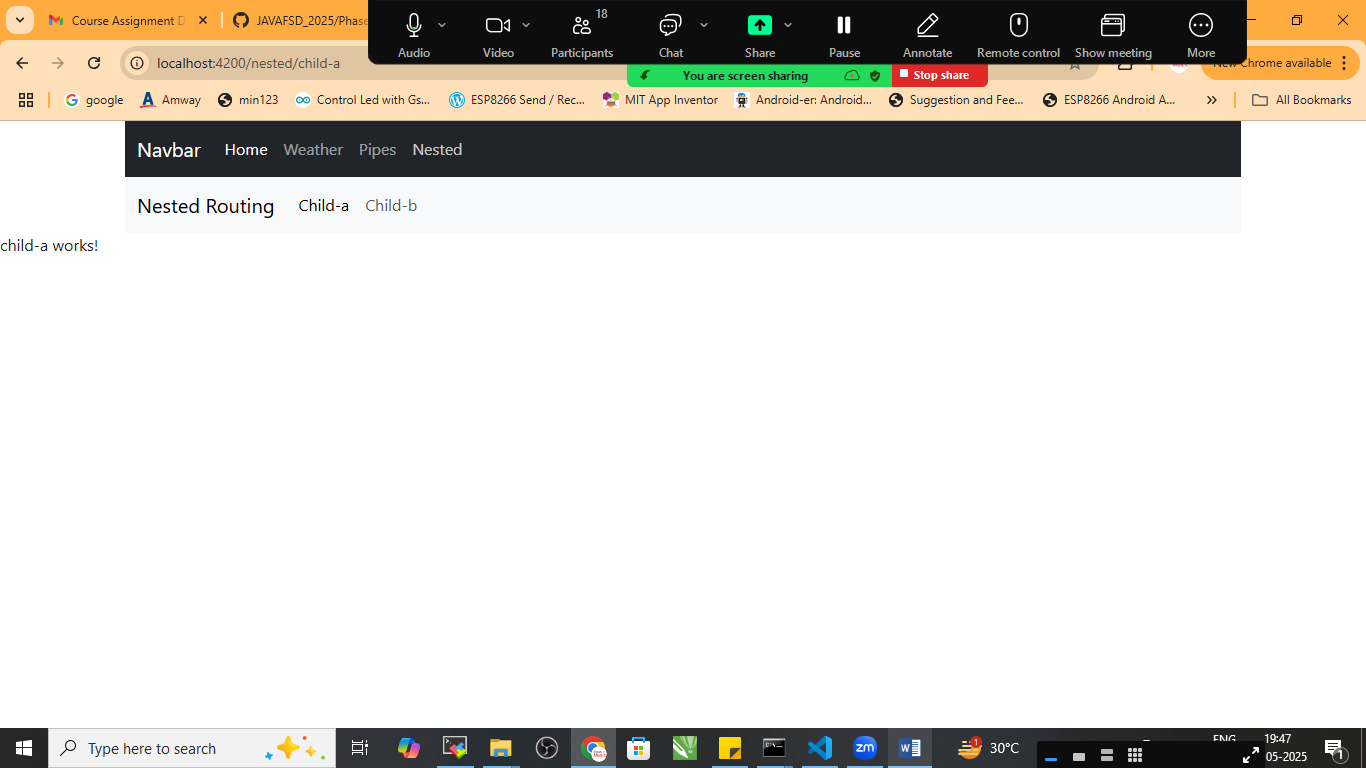 Course Assignment D
JAVAFSD_2025/Phase
18
Audio
Video
Participants
Chat
Share
Pause
Annotate
Remote control
Show meeting
More
localhost:4200/nested/child-a
You are screen sharing
Stop share
New Chrome available
google
Amway
min123
Control Led with Gs...
ESP8266 Send / Rec...
MIT App Inventor
Android-er: Android...
Suggestion and Fee...
ESP8266 Android A...
»
All Bookmarks
Navbar Home Weather Pipes Nested
Nested Routing Child-a Child-b
child-a works!
Type here to search
1
30°C
ENG
19:47
05-2025
1